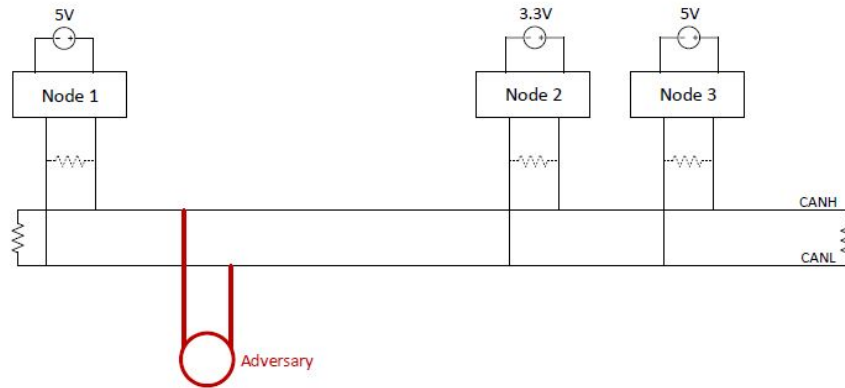 5V
3.3V
5V
Node 1
Node 2
Node 3
CANH
CANL
Adversary